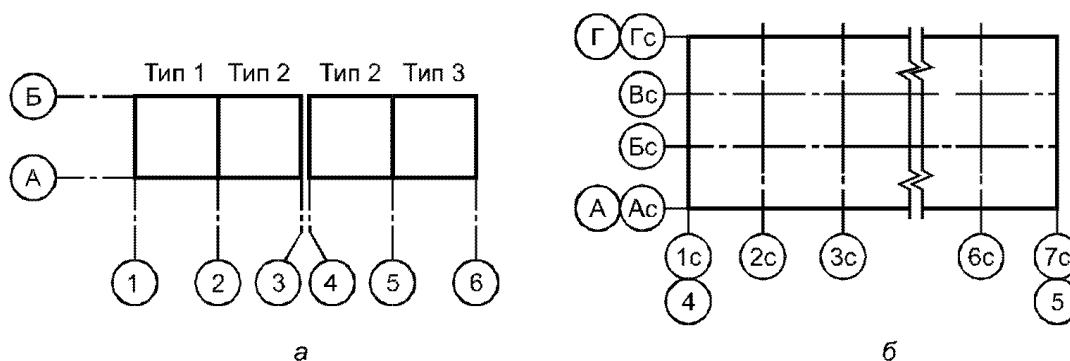 Тип 1 Тип 2 Тип 2 Тип 3
Б
А
1 2 3 4 5 6
а
Г Гс
Вс
Бс
А Ас
1с 2с 3с 6с 7с
4 5
б